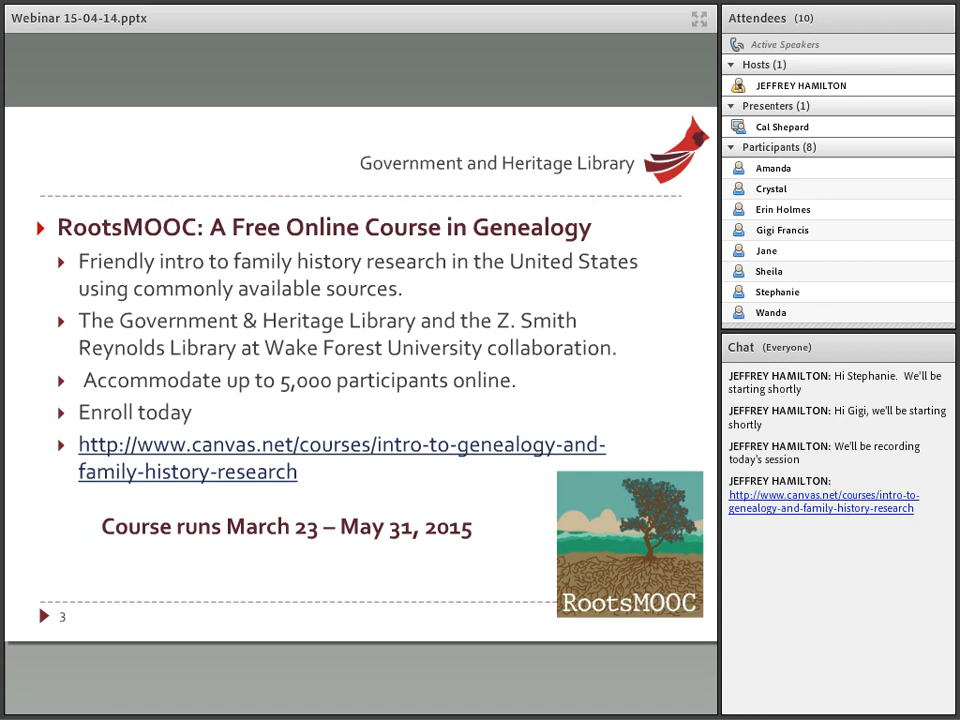 Webinar 15-04-14.pptx
Government and Heritage Library
RootsMOOC: A Free Online Course in Genealogy
Friendly intro to family history research in the United States
using commonly available sources.
The Government & Heritage Library and the Z. Smith
Reynolds Library at Wake Forest University collaboration.
Accommodate up to 5,000 participants online.
Enroll today
http://www.canvas.net/courses/intro-to-genealogy-and-
family-history-research
Course runs March 23 – May 31, 2015
RootsMOOC
3
Attendees (10)
Active Speakers
Hosts (1)
JEFFREY HAMILTON
Presenters (1)
Cal Shepard
Participants (8)
Amanda
Crystal
Erin Holmes
Gigi Francis
Jane
Sheila
Stephanie
Wanda
Chat (Everyone)
JEFFREY HAMILTON: Hi Stephanie. We'll be
starting shortly
JEFFREY HAMILTON: Hi Gigi, we'll be starting
shortly
JEFFREY HAMILTON: We'll be recording
today's session
JEFFREY HAMILTON:
http://www.canvas.net/courses/intro-to-
genealogy-and-family-history-research